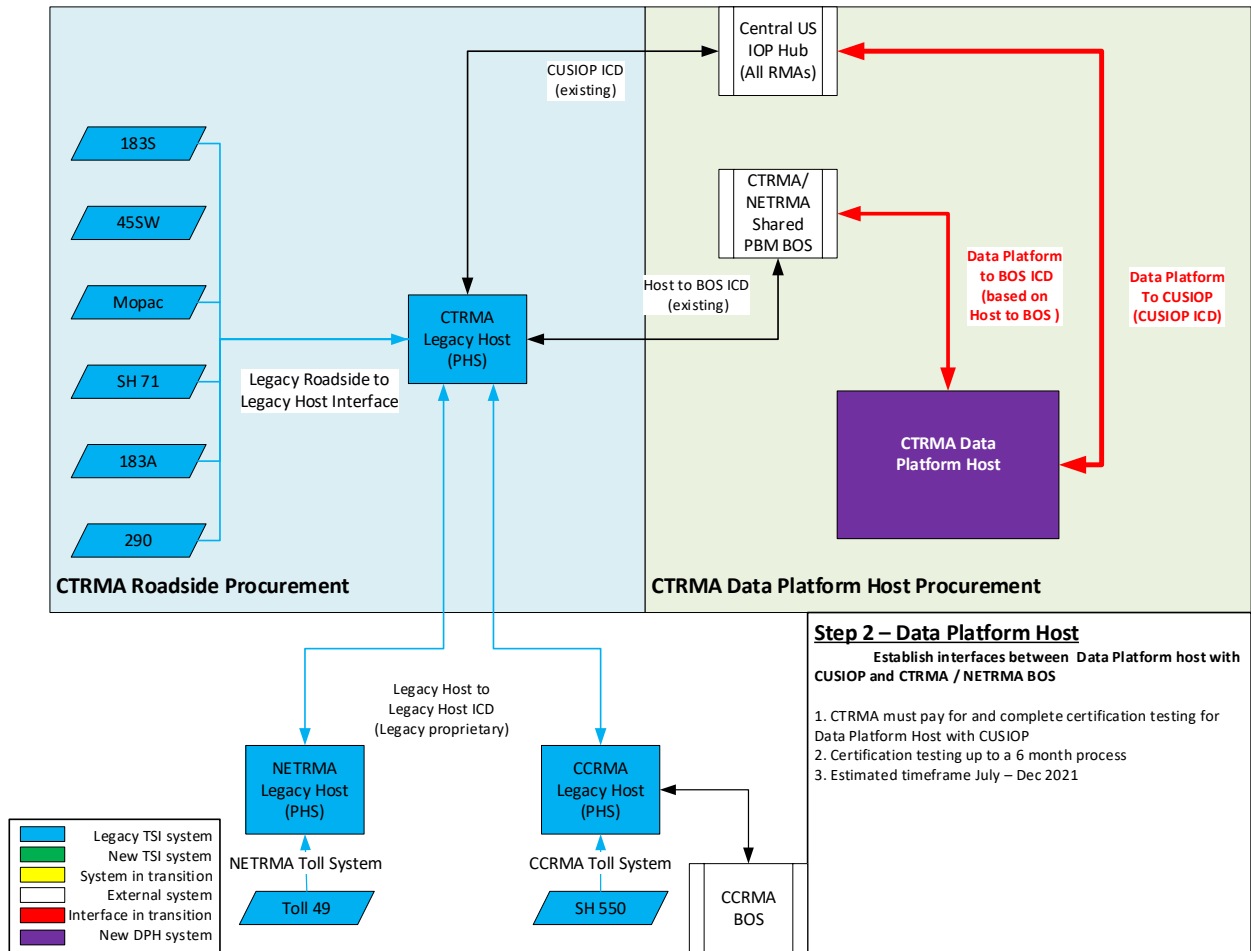 Central US
IOP Hub
(All RMAs)
CUSIOP ICD
(existing)
183S
45SW
CTRMA/
NETRMA
Shared
PBM BOS
Mopac
Data Platform
to BOS ICD
(based on
Host to BOS )
Data Platform
To CUSIOP
(CUSIOP ICD)
Host to BOS ICD
(existing)
CTRMA
Legacy Host
(PHS)
SH 71
Legacy Roadside to
Legacy Host Interface
183A
CTRMA Data
Platform Host
290
CTRMA Roadside Procurement
CTRMA Data Platform Host Procurement
Step 2 – Data Platform Host
Establish interfaces between Data Platform host with
CUSIOP and CTRMA / NETRMA BOS
1. CTRMA must pay for and complete certification testing for
Data Platform Host with CUSIOP
2. Certification testing up to a 6 month process
3. Estimated timeframe July – Dec 2021
Legacy Host to
Legacy Host ICD
(Legacy proprietary)
NETRMA
Legacy Host
(PHS)
CCRMA
Legacy Host
(PHS)
NETRMA Toll System
CCRMA Toll System
Toll 49
SH 550
CCRMA
BOS
Legacy TSI system
New TSI system
System in transition
External system
Interface in transition
New DPH system